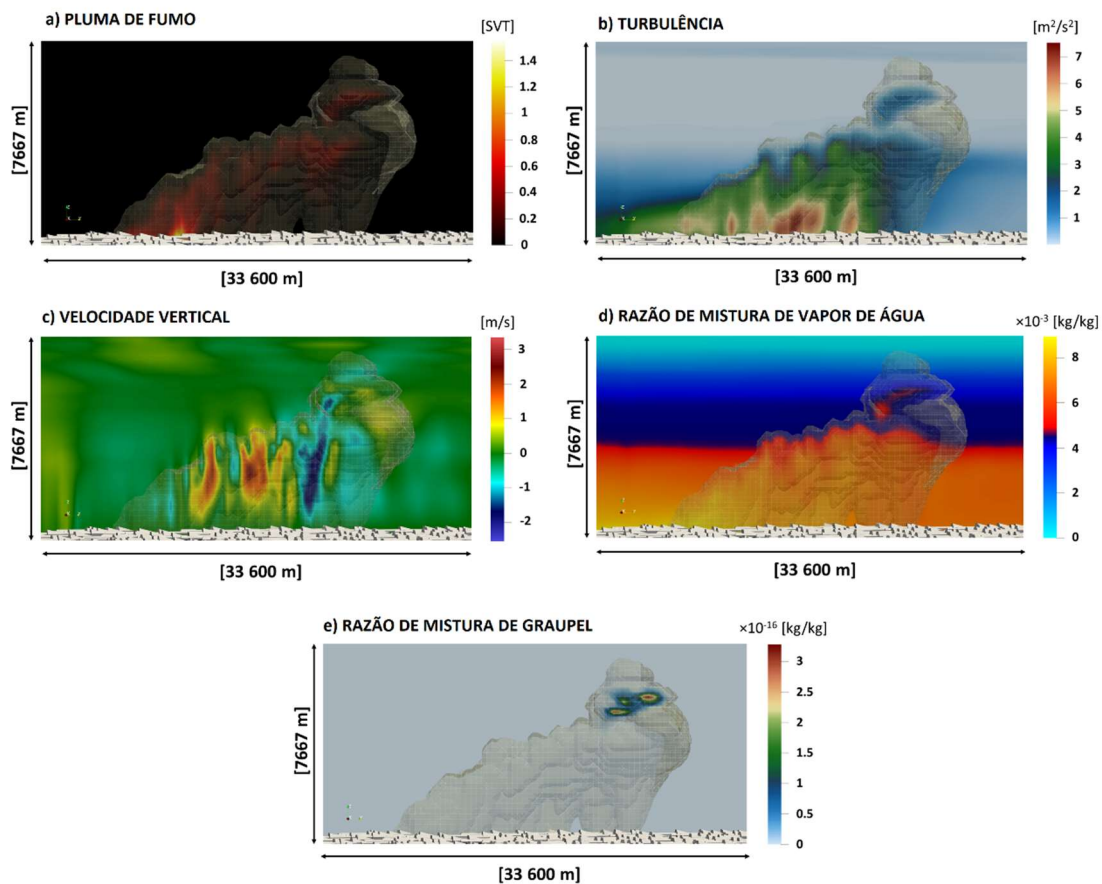 a) PLUMA DE FUMO
[SVT]
1.4
1.2
1
0.8
0.6
0.4
0.2
0
[7667 m]
[33 600 m]
b) TURBULÊNCIA
[m²/s²]
7
6
5
4
3
2
1
[7667 m]
[33 600 m]
c) VELOCIDADE VERTICAL
[m/s]
3
2
1
0
-1
-2
[7667 m]
[33 600 m]
d) RAZÃO DE MISTURA DE VAPOR DE ÁGUA
×10⁻³ [kg/kg]
8
6
4
2
0
[7667 m]
[33 600 m]
e) RAZÃO DE MISTURA DE GRAUPEL
×10⁻¹⁶ [kg/kg]
3
2.5
2
1.5
1
0.5
0
[7667 m]
[33 600 m]